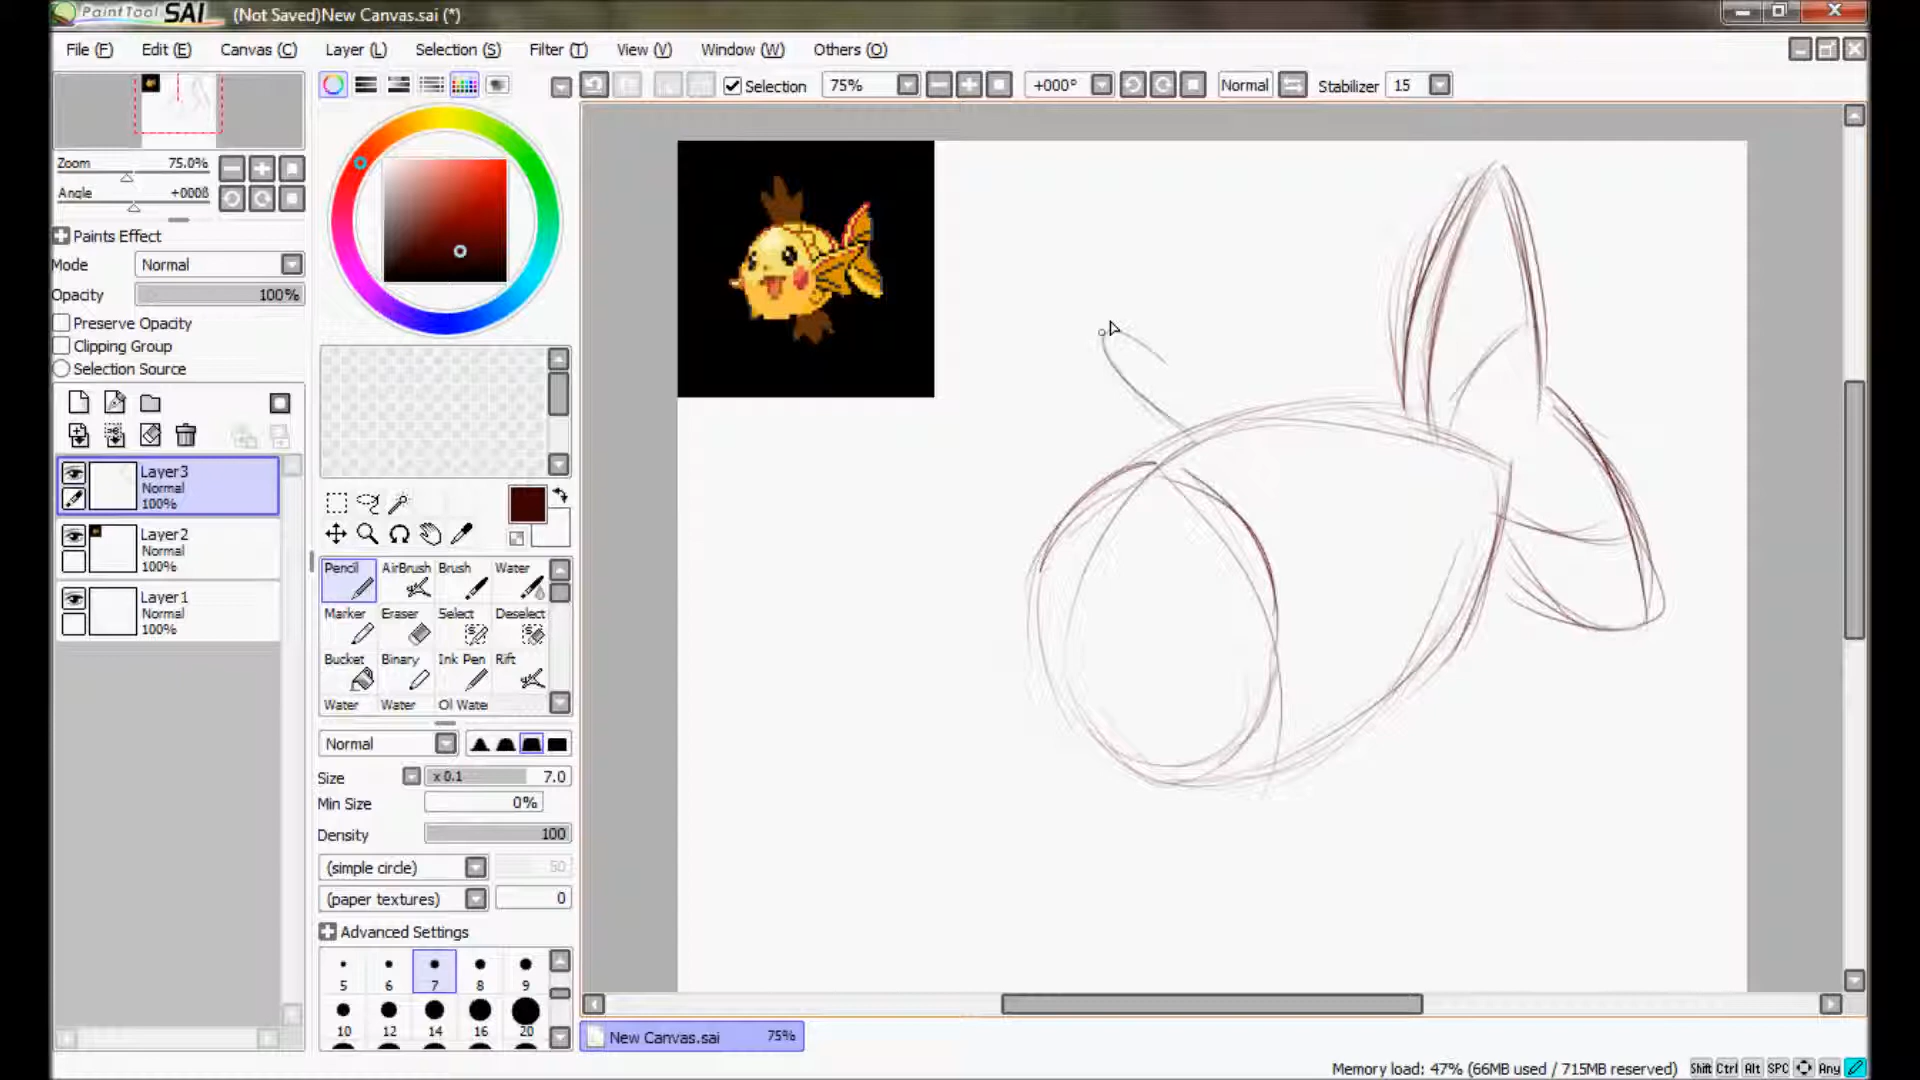 PaintTool SAI (Not Saved)New Canvas.sai (*)
File (F) Edit (E) Canvas (C) Layer (L) Selection (S) Filter (T) View (V) Window (W) Others (O)
Selection 75% +000° Normal Stabilizer 15
Zoom 75.0%
Angle +000ß
Paints Effect
Mode Normal
Opacity 100%
Preserve Opacity
Clipping Group
Selection Source
Layer3
Normal
100%
Layer2
Normal
100%
Layer1
Normal
100%
Pencil AirBrush Brush Water
Marker Eraser Select Deselect
Bucket Binary Ink Pen Rift
Water Water Ol Wate
Normal
Size x 0.1 7.0
Min Size 0%
Density 100
(simple circle) 50
(paper textures) 0
Advanced Settings
5 6 7 8 9
10 12 14 16 20
New Canvas.sai 75%
Memory load: 47% (66MB used / 715MB reserved) Shift Ctrl Alt SPC Any